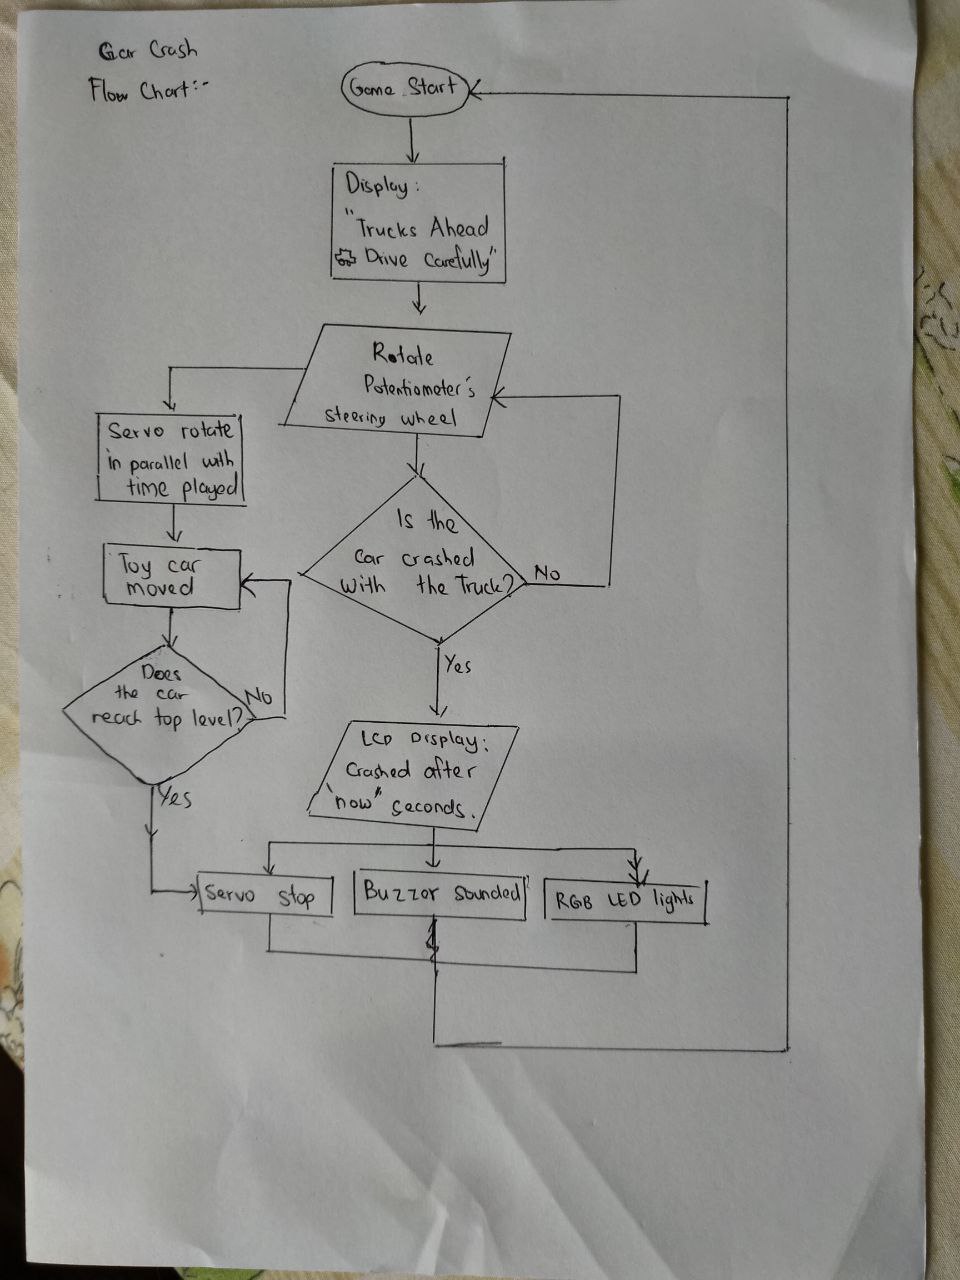 Car Crash
Flow Chart:-
Game Start
Display:
"Trucks Ahead
Drive Carefully"
Rotate
Potentiometer's
steering wheel
Servo rotate
in parallel with
time played
Is the
car crashed
with the Truck?
No
Toy car
moved
Does
the car
reach top level?
No
Yes
Yes
LCD Display:
Crashed after
"now" seconds.
Servo stop
Buzzor sounded
RGB LED lights